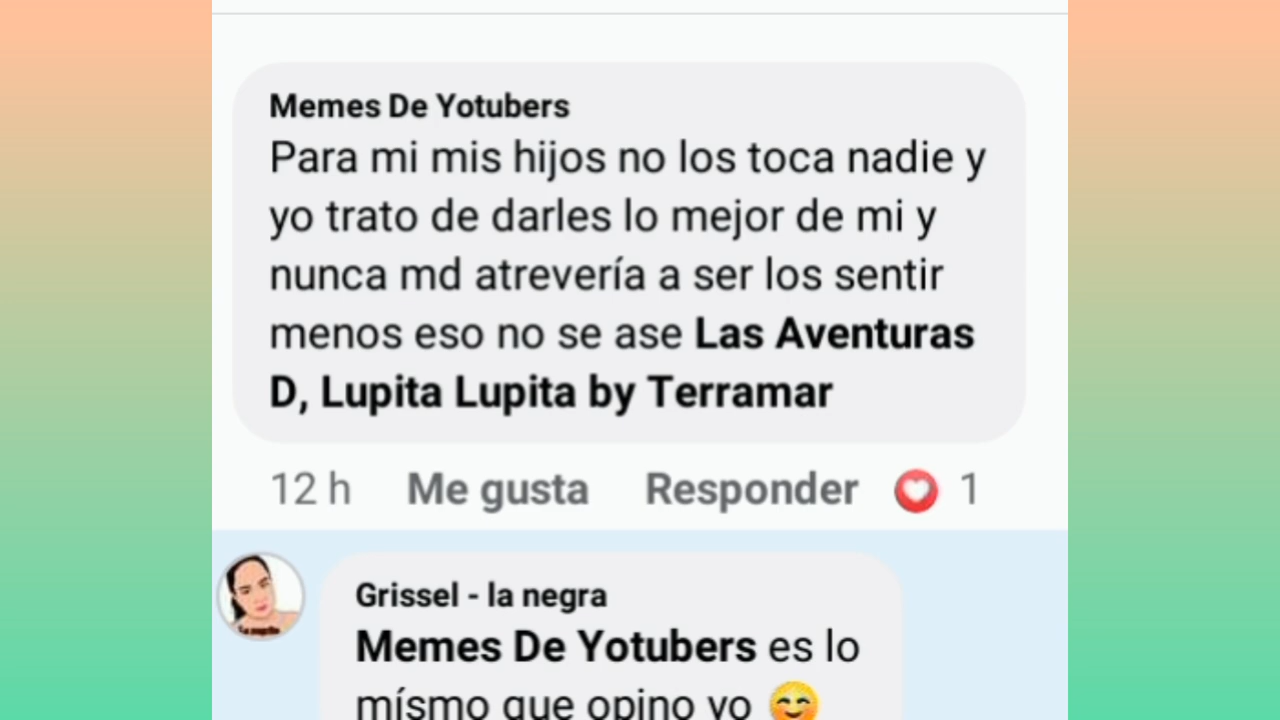 Memes De Yotubers
Para mi mis hijos no los toca nadie y
yo trato de darles lo mejor de mi y
nunca md atrevería a ser los sentir
menos eso no se ase Las Aventuras
D, Lupita Lupita by Terramar
12 h Me gusta Responder 1
Grissel - la negra
Memes De Yotubers es lo
mísmo que opino yo 😊